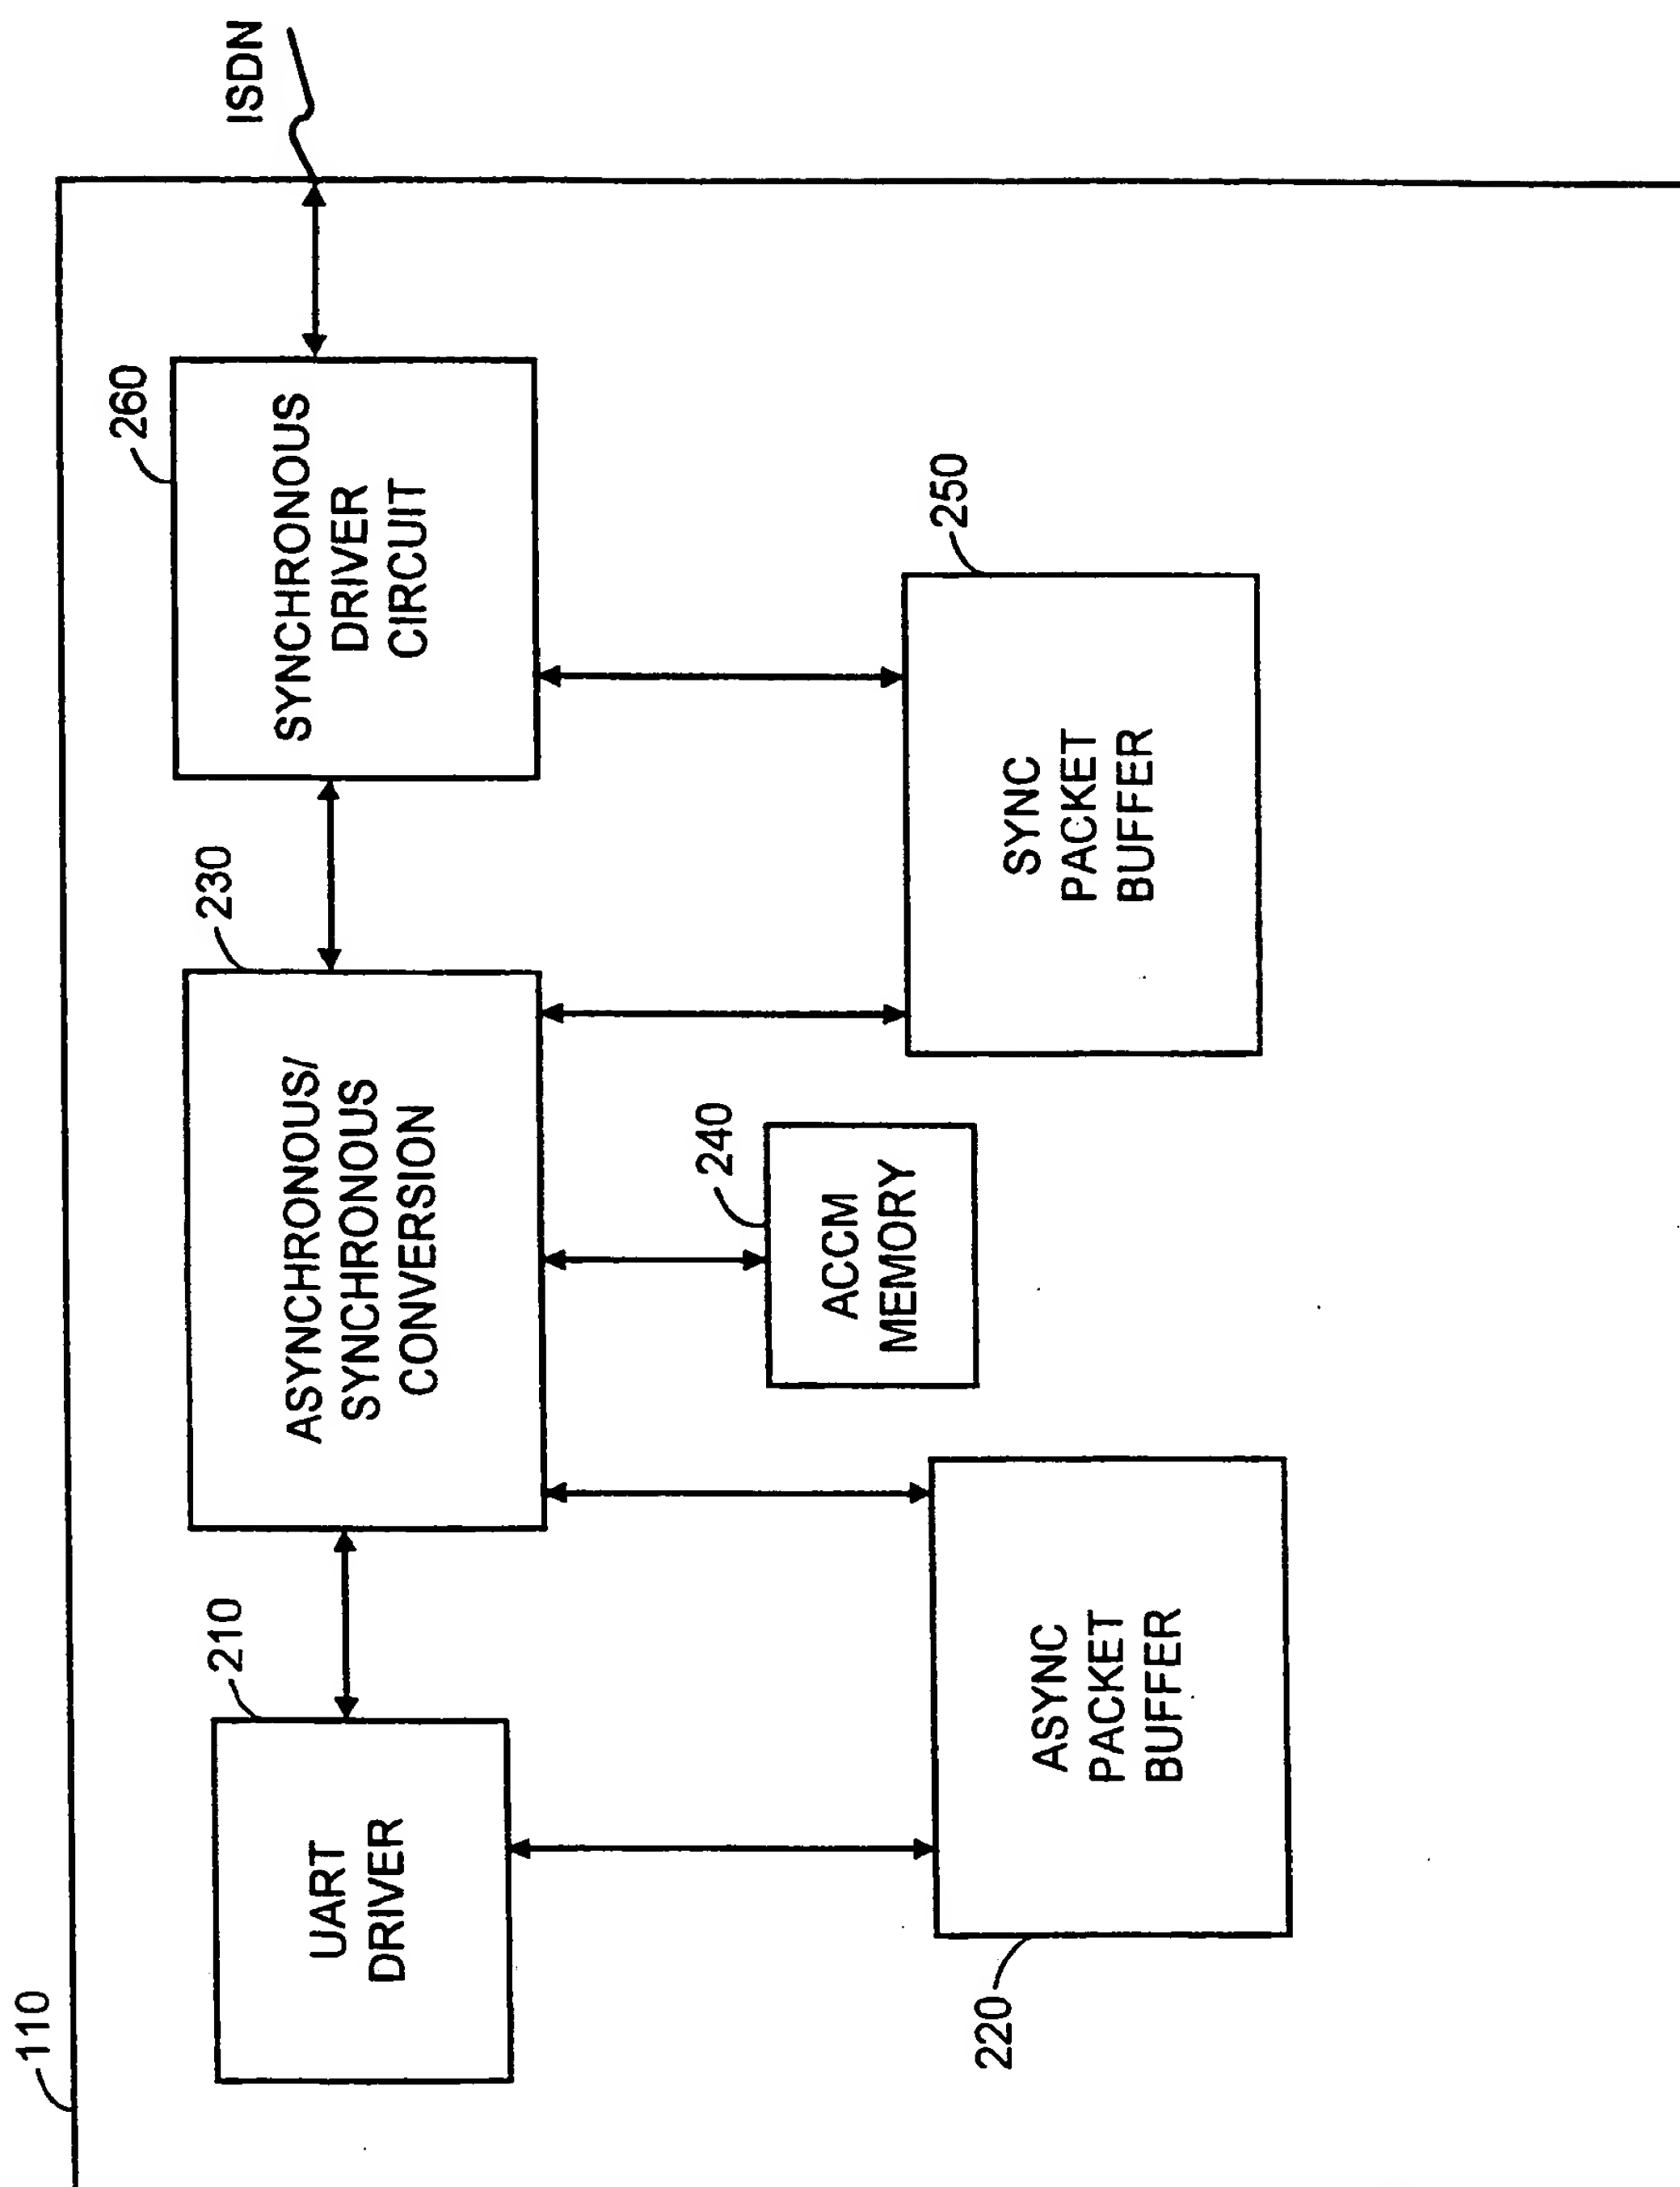 110
ISDN
210
UART
DRIVER
230
ASYNCHRONOUS/
SYNCHRONOUS
CONVERSION
260
SYNCHRONOUS
DRIVER
CIRCUIT
240
ACCM
MEMORY
220
ASYNC
PACKET
BUFFER
250
SYNC
PACKET
BUFFER